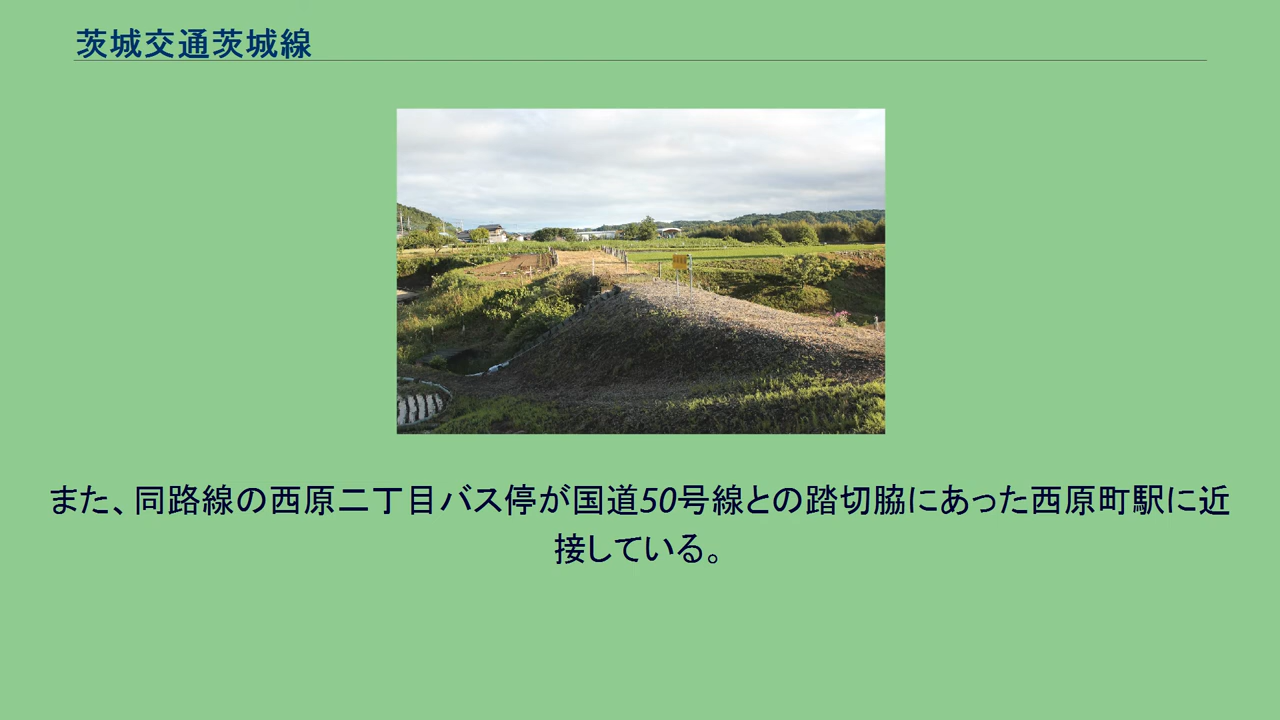 茨城交通茨城線
また、同路線の西原二丁目バス停が国道50号線との踏切脇にあった西原町駅に近
接している。